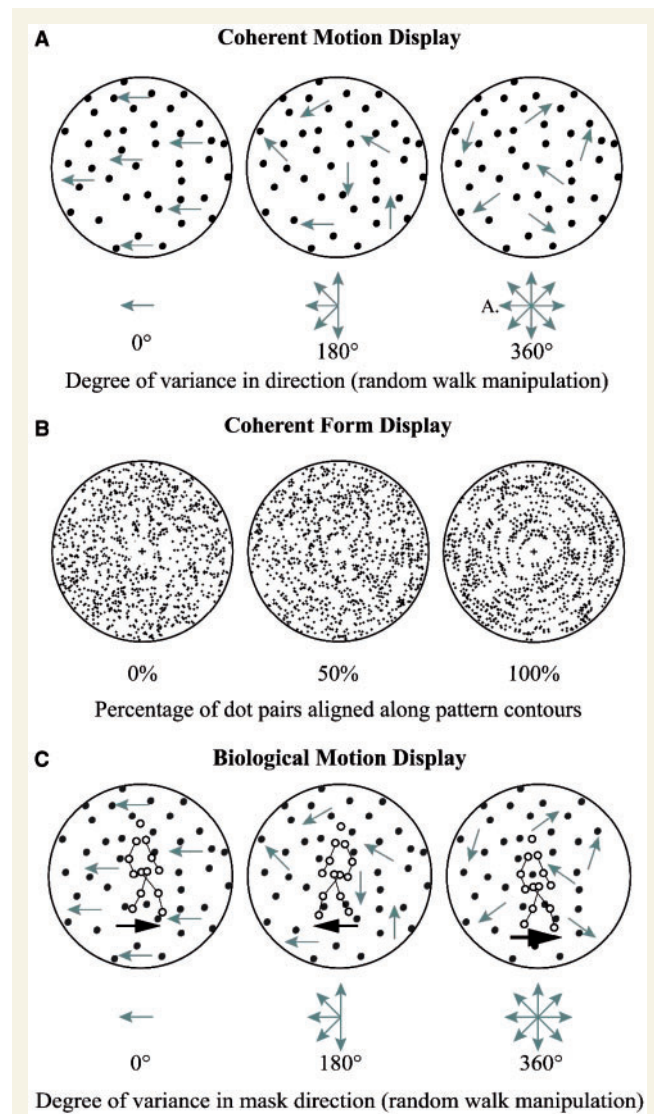 A Coherent Motion Display
A.
0° 180° 360°
Degree of variance in direction (random walk manipulation)
B Coherent Form Display
0% 50% 100%
Percentage of dot pairs aligned along pattern contours
C Biological Motion Display
0° 180° 360°
Degree of variance in mask direction (random walk manipulation)